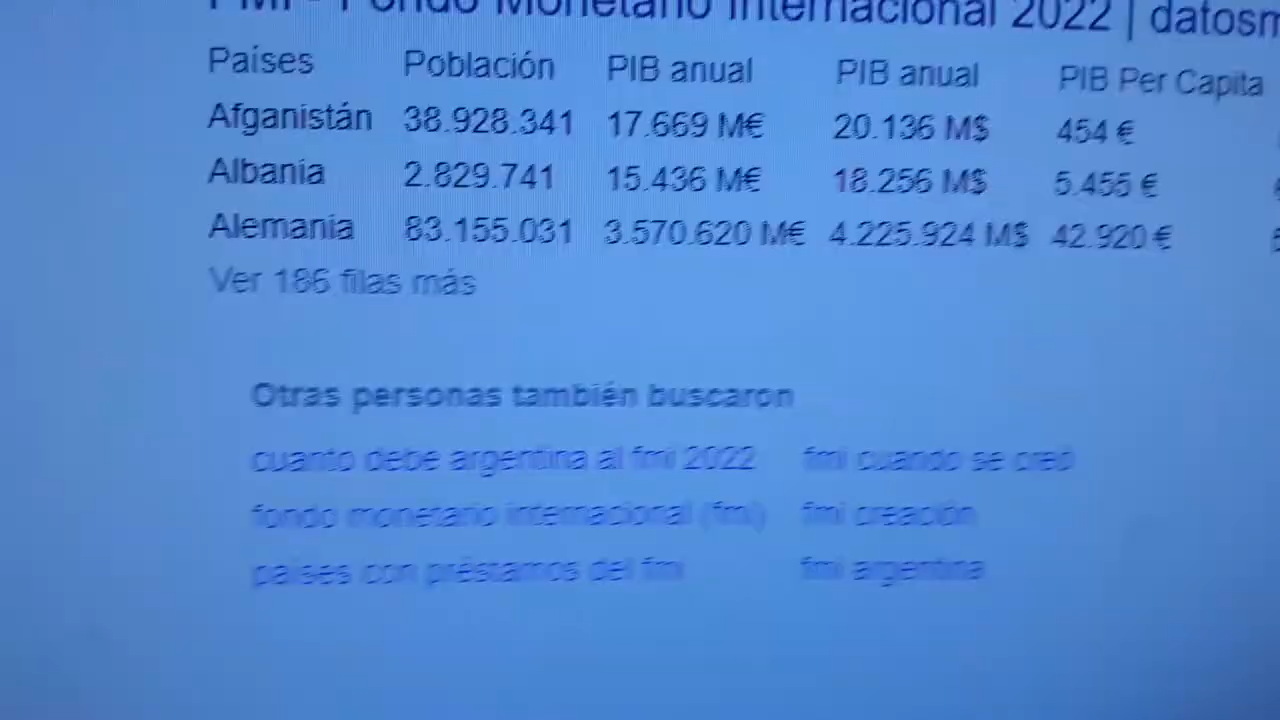 FMI - Fondo Monetario Internacional 2022 | datosm
Países Población PIB anual PIB anual PIB Per Capita
Afganistán 38.928.341 17.669 M€ 20.136 M$ 454 €
Albania 2.829.741 15.436 M€ 18.256 M$ 5.455 €
Alemania 83.155.031 3.570.620 M€ 4.225.924 M$ 42.920 €
Ver 186 filas más
Otras personas también buscaron
cuanto debe argentina al fmi 2022 fmi cuando se creo
fondo monetario internacional (fmi) fmi creación
países con préstamos del fmi fmi argentina